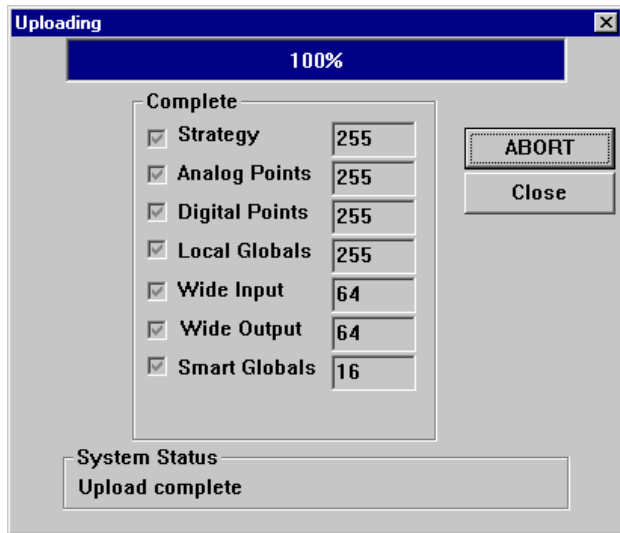 Uploading
100%
Complete
Strategy 255
Analog Points 255
Digital Points 255
Local Globals 255
Wide Input 64
Wide Output 64
Smart Globals 16
ABORT
Close
System Status
Upload complete